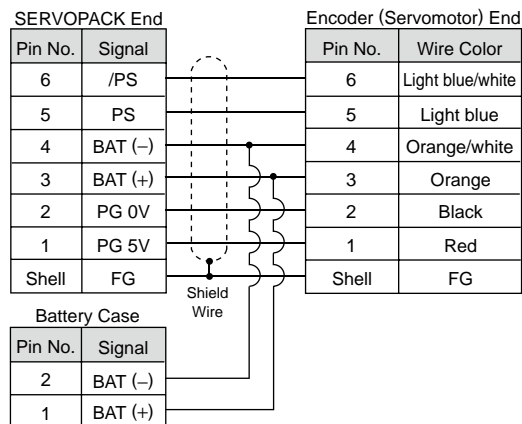 SERVOPACK End
Encoder (Servomotor) End
Pin No. Signal
Pin No. Wire Color
6 /PS
6 Light blue/white
5 PS
5 Light blue
4 BAT (−)
4 Orange/white
3 BAT (+)
3 Orange
2 PG 0V
2 Black
1 PG 5V
1 Red
Shell FG
Shell FG
Shield
Wire
Battery Case
Pin No. Signal
2 BAT (−)
1 BAT (+)